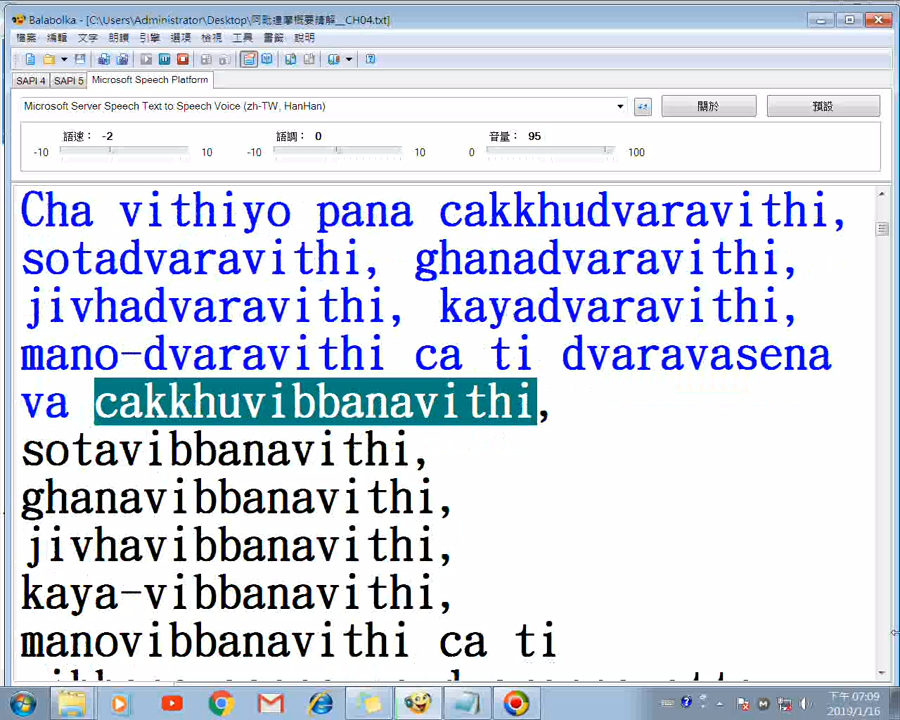 Balabolka - [C:\Users\Administrator\Desktop\阿毗達摩概要精解__CH04.txt]
檔案 編輯 文字 朗讀 引擎 選項 檢視 工具 書籤 說明
SAPI 4 SAPI 5 Microsoft Speech Platform
Microsoft Server Speech Text to Speech Voice (zh-TW, HanHan) 關於 預設
語速： -2 語調： 0 音量： 95
-10 10 -10 10 0 100
Cha vithiyo pana cakkhudvaravithi,
sotadvaravithi, ghanadvaravithi,
jivhadvaravithi, kayadvaravithi,
mano-dvaravithi ca ti dvaravasena
va cakkhuvibbanavithi,
sotavibbanavithi,
ghanavibbanavithi,
jivhavibbanavithi,
kaya-vibbanavithi,
manovibbanavithi ca ti
下午 07:09
2019/1/16